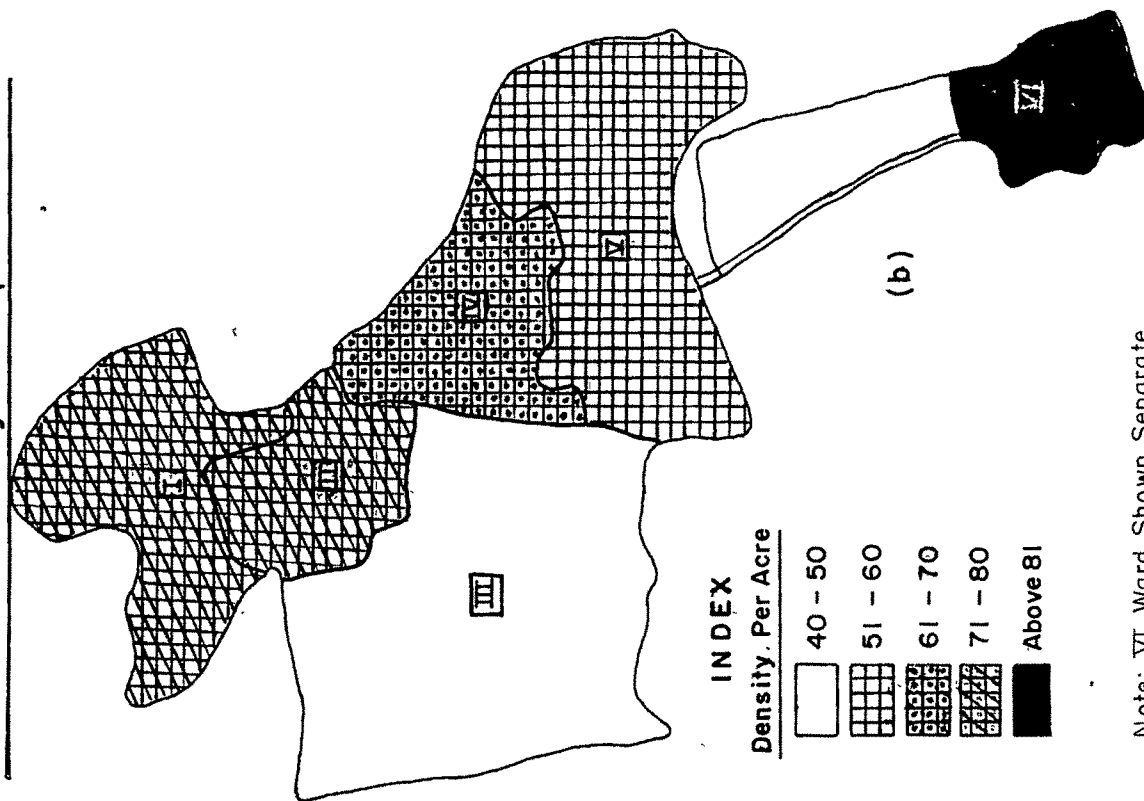 I
III
IV
V
VI
(b)
INDEX
Density. Per Acre
40 - 50
51 - 60
61 - 70
71 - 80
Above 81
Note: VI Ward Shown Separate